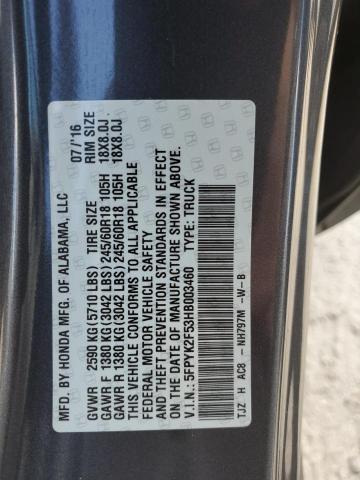 MFD. BY HONDA MFG. OF ALABAMA, LLC 07/'16
GVWR 2590 KG(5710 LBS) TIRE SIZE RIM SIZE
GAWR F 1380 KG(3042 LBS) 245/60R18 105H 18X8.0J
GAWR R 1380 KG(3042 LBS) 245/60R18 105H 18X8.0J
THIS VEHICLE CONFORMS TO ALL APPLICABLE
FEDERAL MOTOR VEHICLE SAFETY
AND THEFT PREVENTION STANDARDS IN EFFECT
ON THE DATE OF MANUFACTURE SHOWN ABOVE.
V.I.N.: 5FPYK2F53HB003460 TYPE: TRUCK
TJZ H AC8 - NH797M -W-B